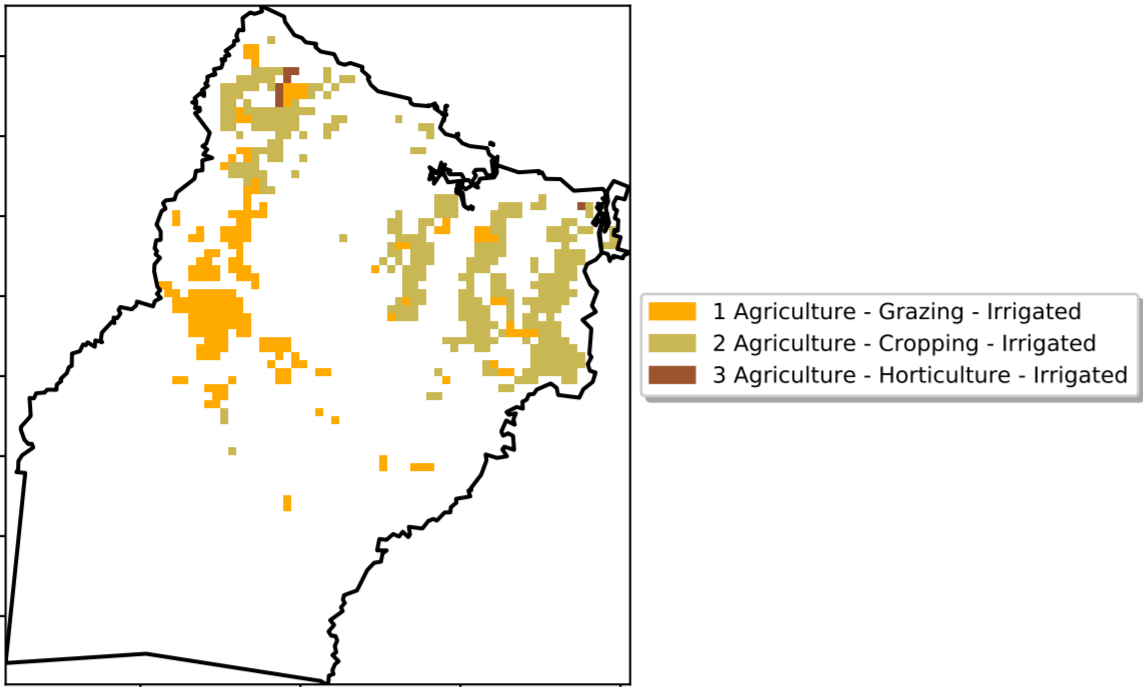 1 Agriculture - Grazing - Irrigated
2 Agriculture - Cropping - Irrigated
3 Agriculture - Horticulture - Irrigated